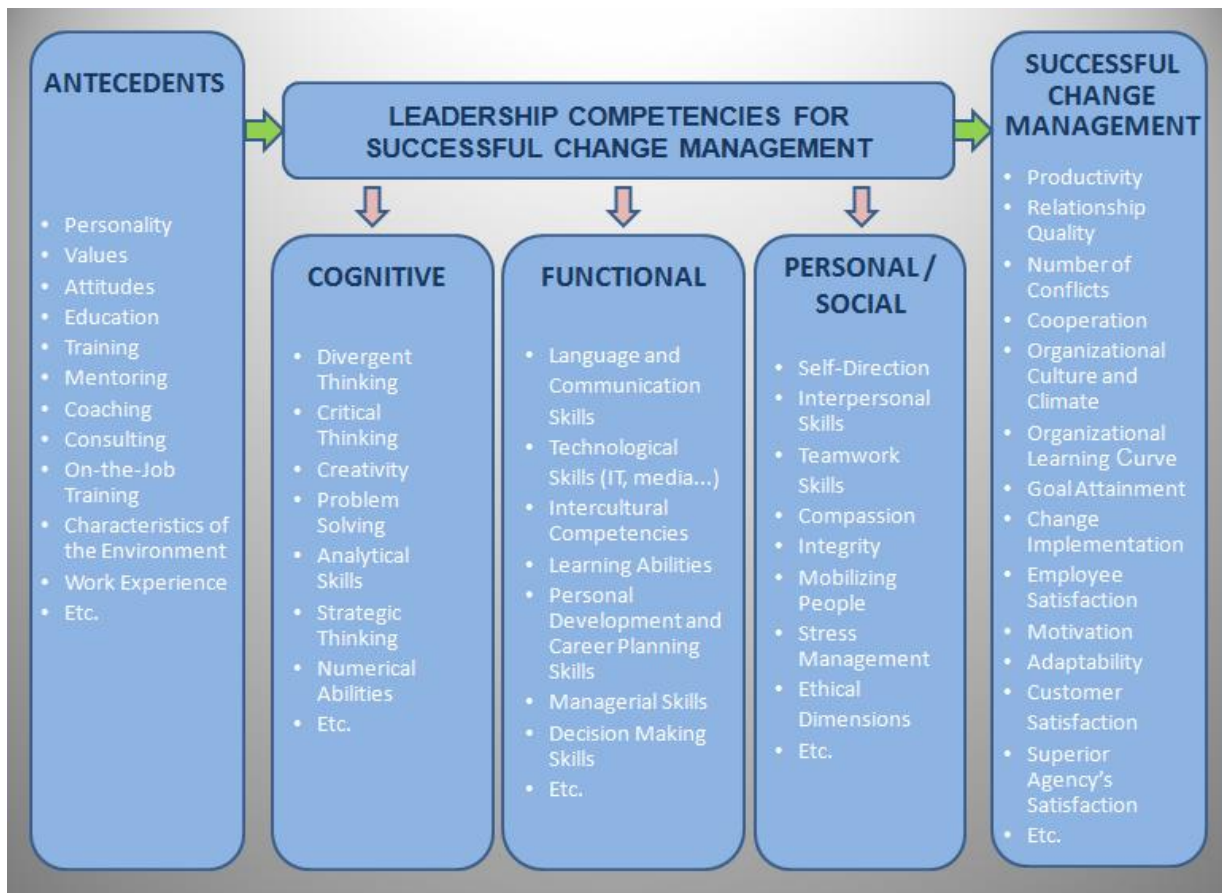 ANTECEDENTS
• Personality
• Values
• Attitudes
• Education
• Training
• Mentoring
• Coaching
• Consulting
• On-the-Job
Training
• Characteristics of
the Environment
• Work Experience
• Etc.
LEADERSHIP COMPETENCIES FOR
SUCCESSFUL CHANGE MANAGEMENT
COGNITIVE
• Divergent
Thinking
• Critical
Thinking
• Creativity
• Problem
Solving
• Analytical
Skills
• Strategic
Thinking
• Numerical
Abilities
• Etc.
FUNCTIONAL
• Language and
Communication
Skills
• Technological
Skills (IT, media...)
• Intercultural
Competencies
• Learning Abilities
• Personal
Development and
Career Planning
Skills
• Managerial Skills
• Decision Making
Skills
• Etc.
PERSONAL /
SOCIAL
• Self-Direction
• Interpersonal
Skills
• Teamwork
Skills
• Compassion
• Integrity
• Mobilizing
People
• Stress
Management
• Ethical
Dimensions
• Etc.
SUCCESSFUL
CHANGE
MANAGEMENT
• Productivity
• Relationship
Quality
• Number of
Conflicts
• Cooperation
• Organizational
Culture and
Climate
• Organizational
Learning Curve
• Goal Attainment
• Change
Implementation
• Employee
Satisfaction
• Motivation
• Adaptability
• Customer
Satisfaction
• Superior
Agency's
Satisfaction
• Etc.